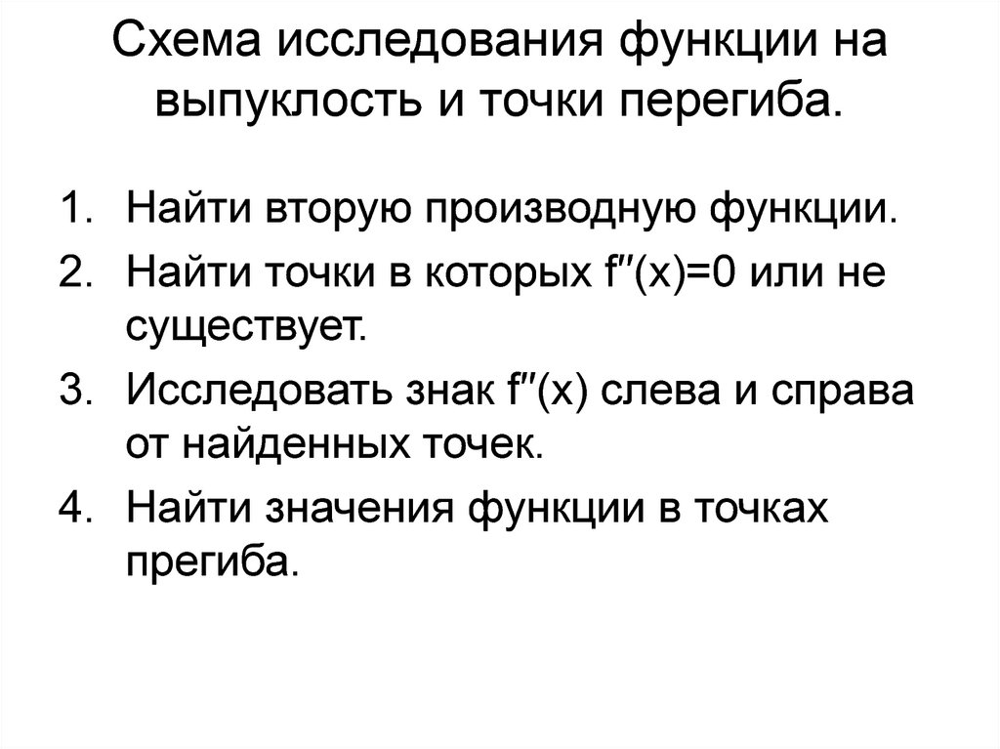 Схема исследования функции на
выпуклость и точки перегиба.
1. Найти вторую производную функции.
2. Найти точки в которых f′′(x)=0 или не
существует.
3. Исследовать знак f′′(x) слева и справа
от найденных точек.
4. Найти значения функции в точках
прегиба.